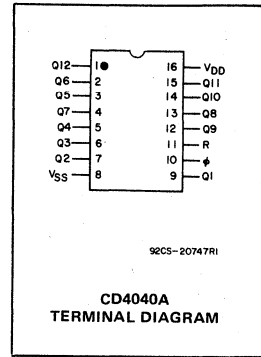 Q12 1 16 VDD
Q6 2 15 Q11
Q5 3 14 Q10
Q7 4 13 Q8
Q4 5 12 Q9
Q3 6 11 R
Q2 7 10 ϕ
VSS 8 9 Q1
92CS-20747R1
CD4040A
TERMINAL DIAGRAM